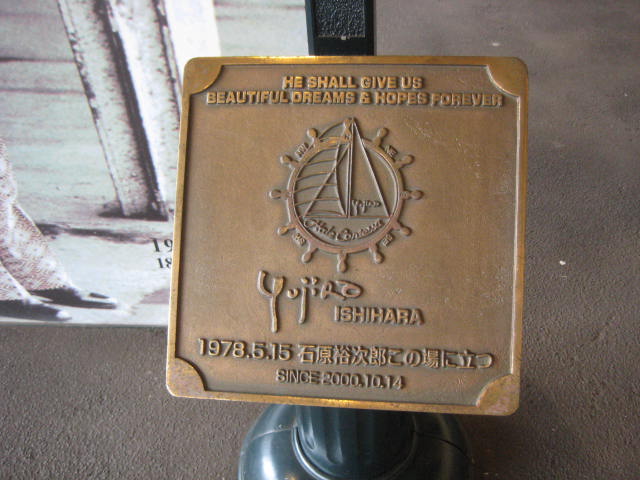 HE SHALL GIVE US
BEAUTIFUL DREAMS & HOPES FOREVER
Yujiro
Yujiro
ISHIHARA
1978.5.15 石原裕次郎この場に立つ
SINCE 2000.10.14